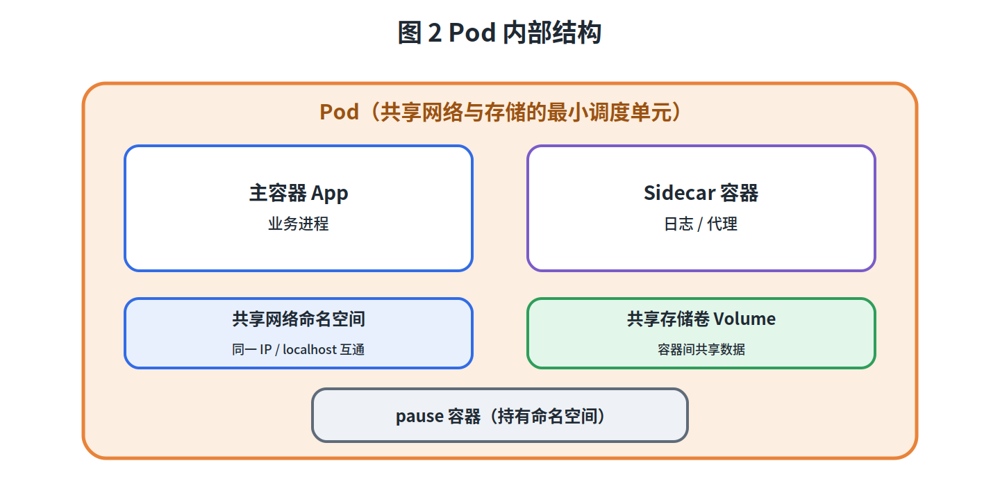 图 2 Pod 内部结构
Pod（共享网络与存储的最小调度单元）
主容器 App
业务进程
Sidecar 容器
日志 / 代理
共享网络命名空间
同一 IP / localhost 互通
共享存储卷 Volume
容器间共享数据
pause 容器（持有命名空间）